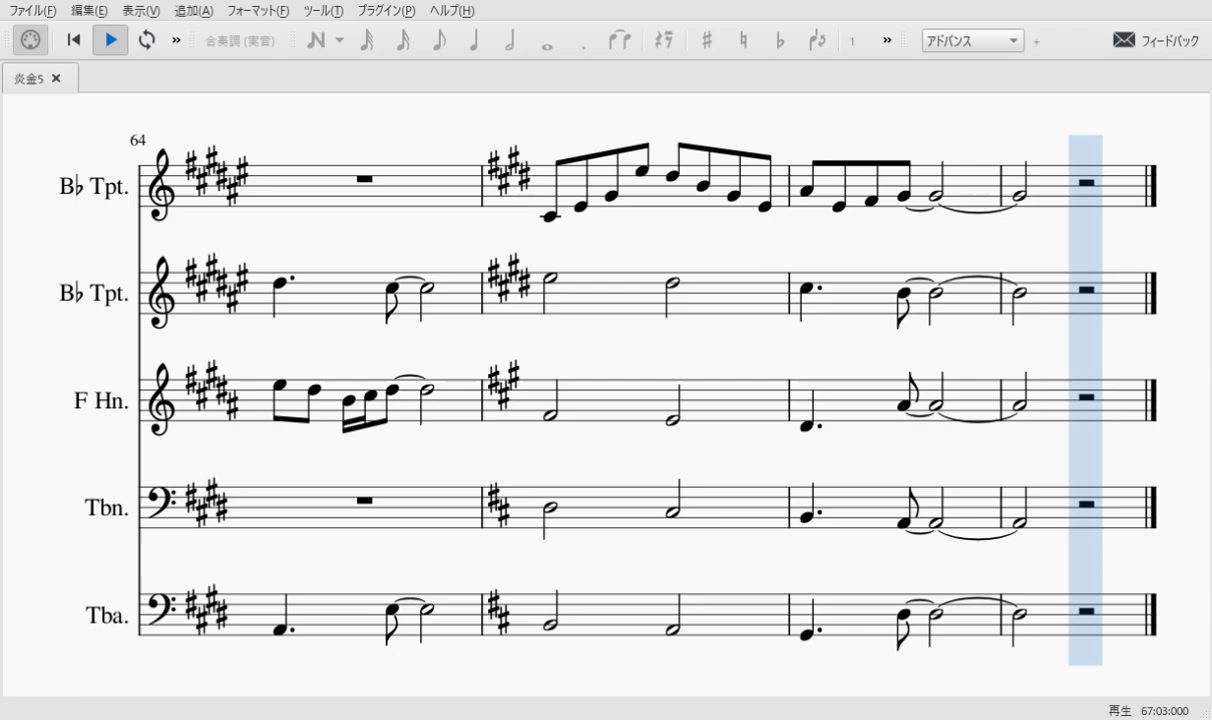 ファイル(F) 編集(E) 表示(V) 追加(A) フォーマット(F) ツール(T) プラグイン(P) ヘルプ(H)
» 合奏調 (実音) 1 » アドバンス + フィードバック
炎金5 ×
64
B♭ Tpt.
B♭ Tpt.
F Hn.
Tbn.
Tba.
再生 67:03:000